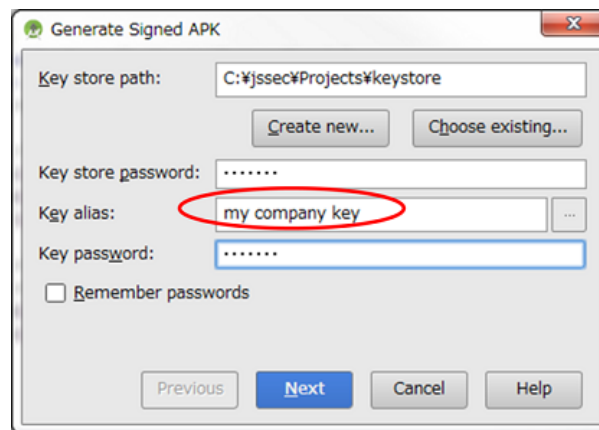 Generate Signed APK
Key store path: C:¥jssec¥Projects¥keystore
Create new... Choose existing...
Key store password: •••••••
Key alias: my company key ...
Key password: •••••••
Remember passwords
Previous Next Cancel Help